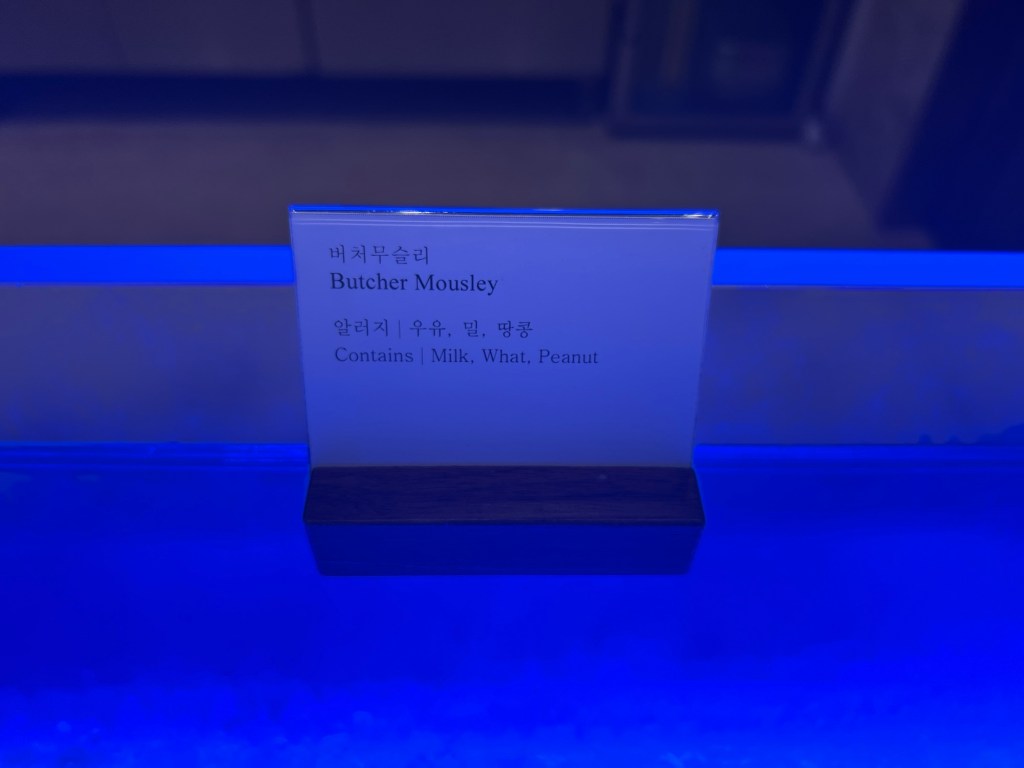 버처무슬리
Butcher Mousley
알러지 | 우유, 밀, 땅콩
Contains | Milk, What, Peanut